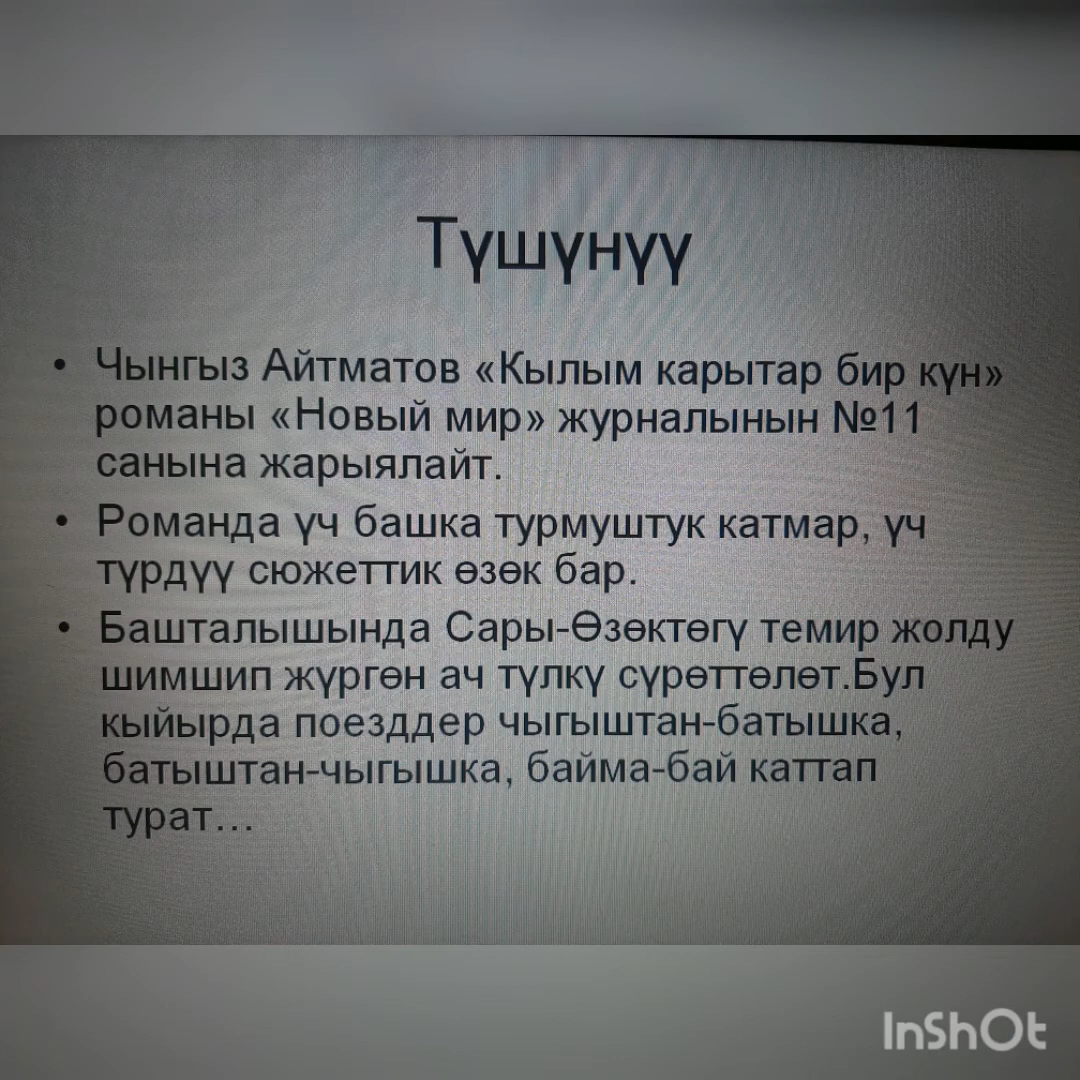 Түшүнүү
• Чынгыз Айтматов «Кылым карытар бир күн»
романы «Новый мир» журналынын №11
санына жарыялайт.
• Романда үч башка турмуштук катмар, үч
түрдүү сюжеттик өзөк бар.
• Башталышында Сары-Өзөктөгү темир жолду
шимшип жүргөн ач түлкү сүрөттөлөт.Бул
кыйырда поезддер чыгыштан-батышка,
батыштан-чыгышка, байма-бай каттап
турат...
InShOt